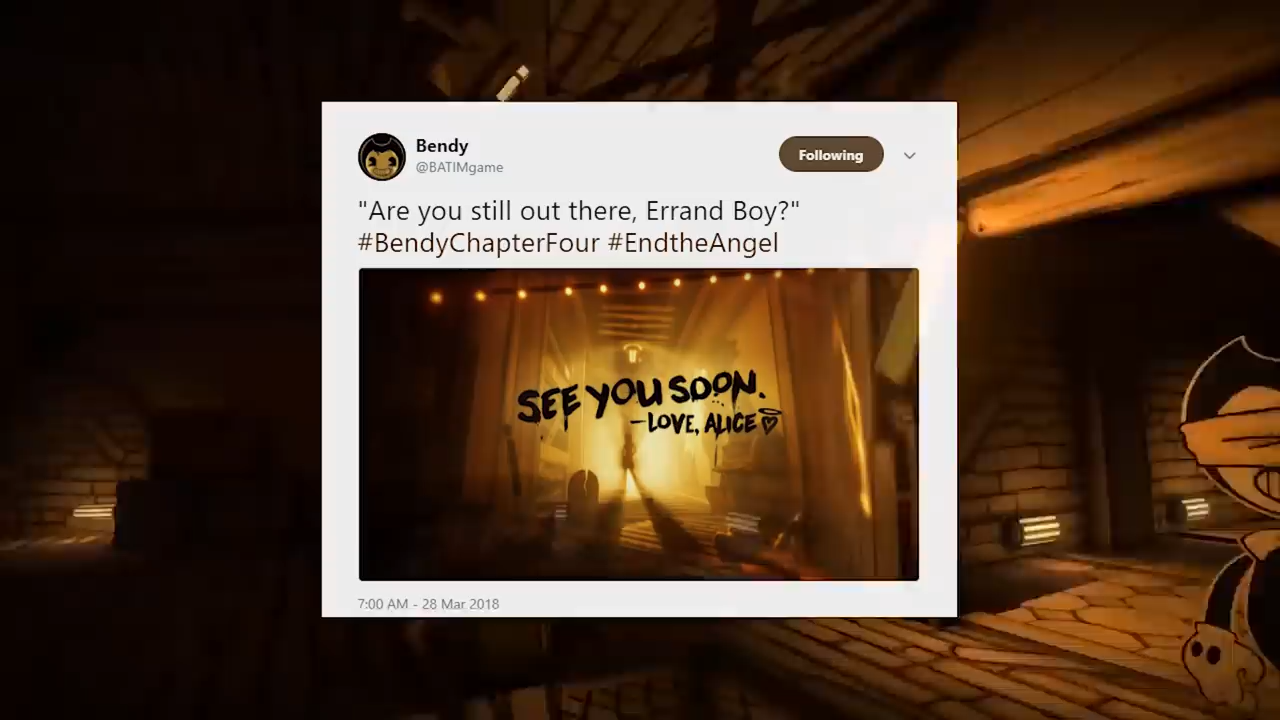 Bendy
@BATIMgame
Following
"Are you still out there, Errand Boy?"
#BendyChapterFour #EndtheAngel
SEE YOU SOON.
-LOVE, ALICE
7:00 AM - 28 Mar 2018